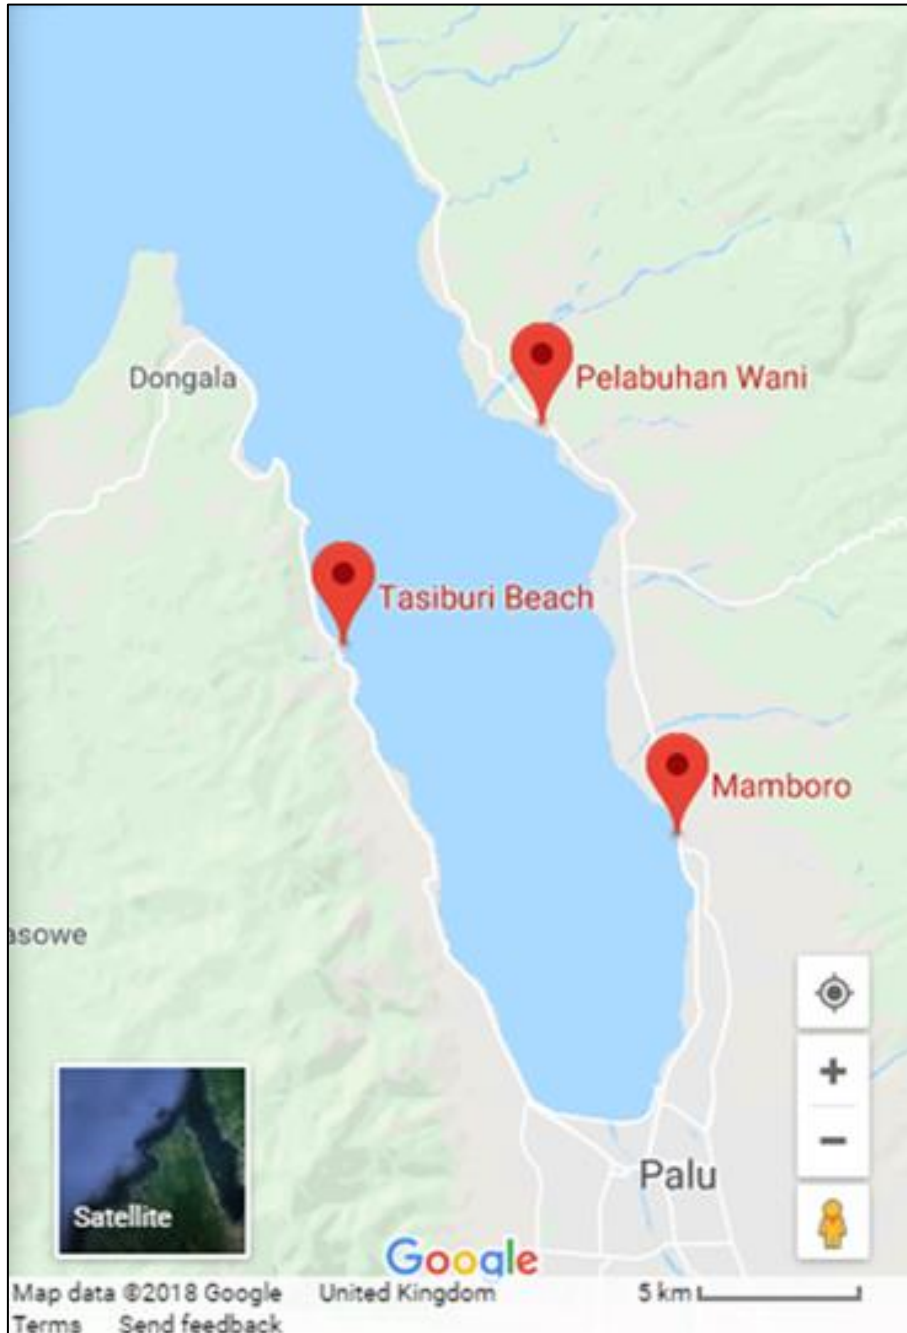 Pelabuhan Wani
Dongala
Tasiburi Beach
Mamboro
asowe
Palu
Satellite
Google
Map data ©2018 Google United Kingdom 5 km
Terms Send feedback